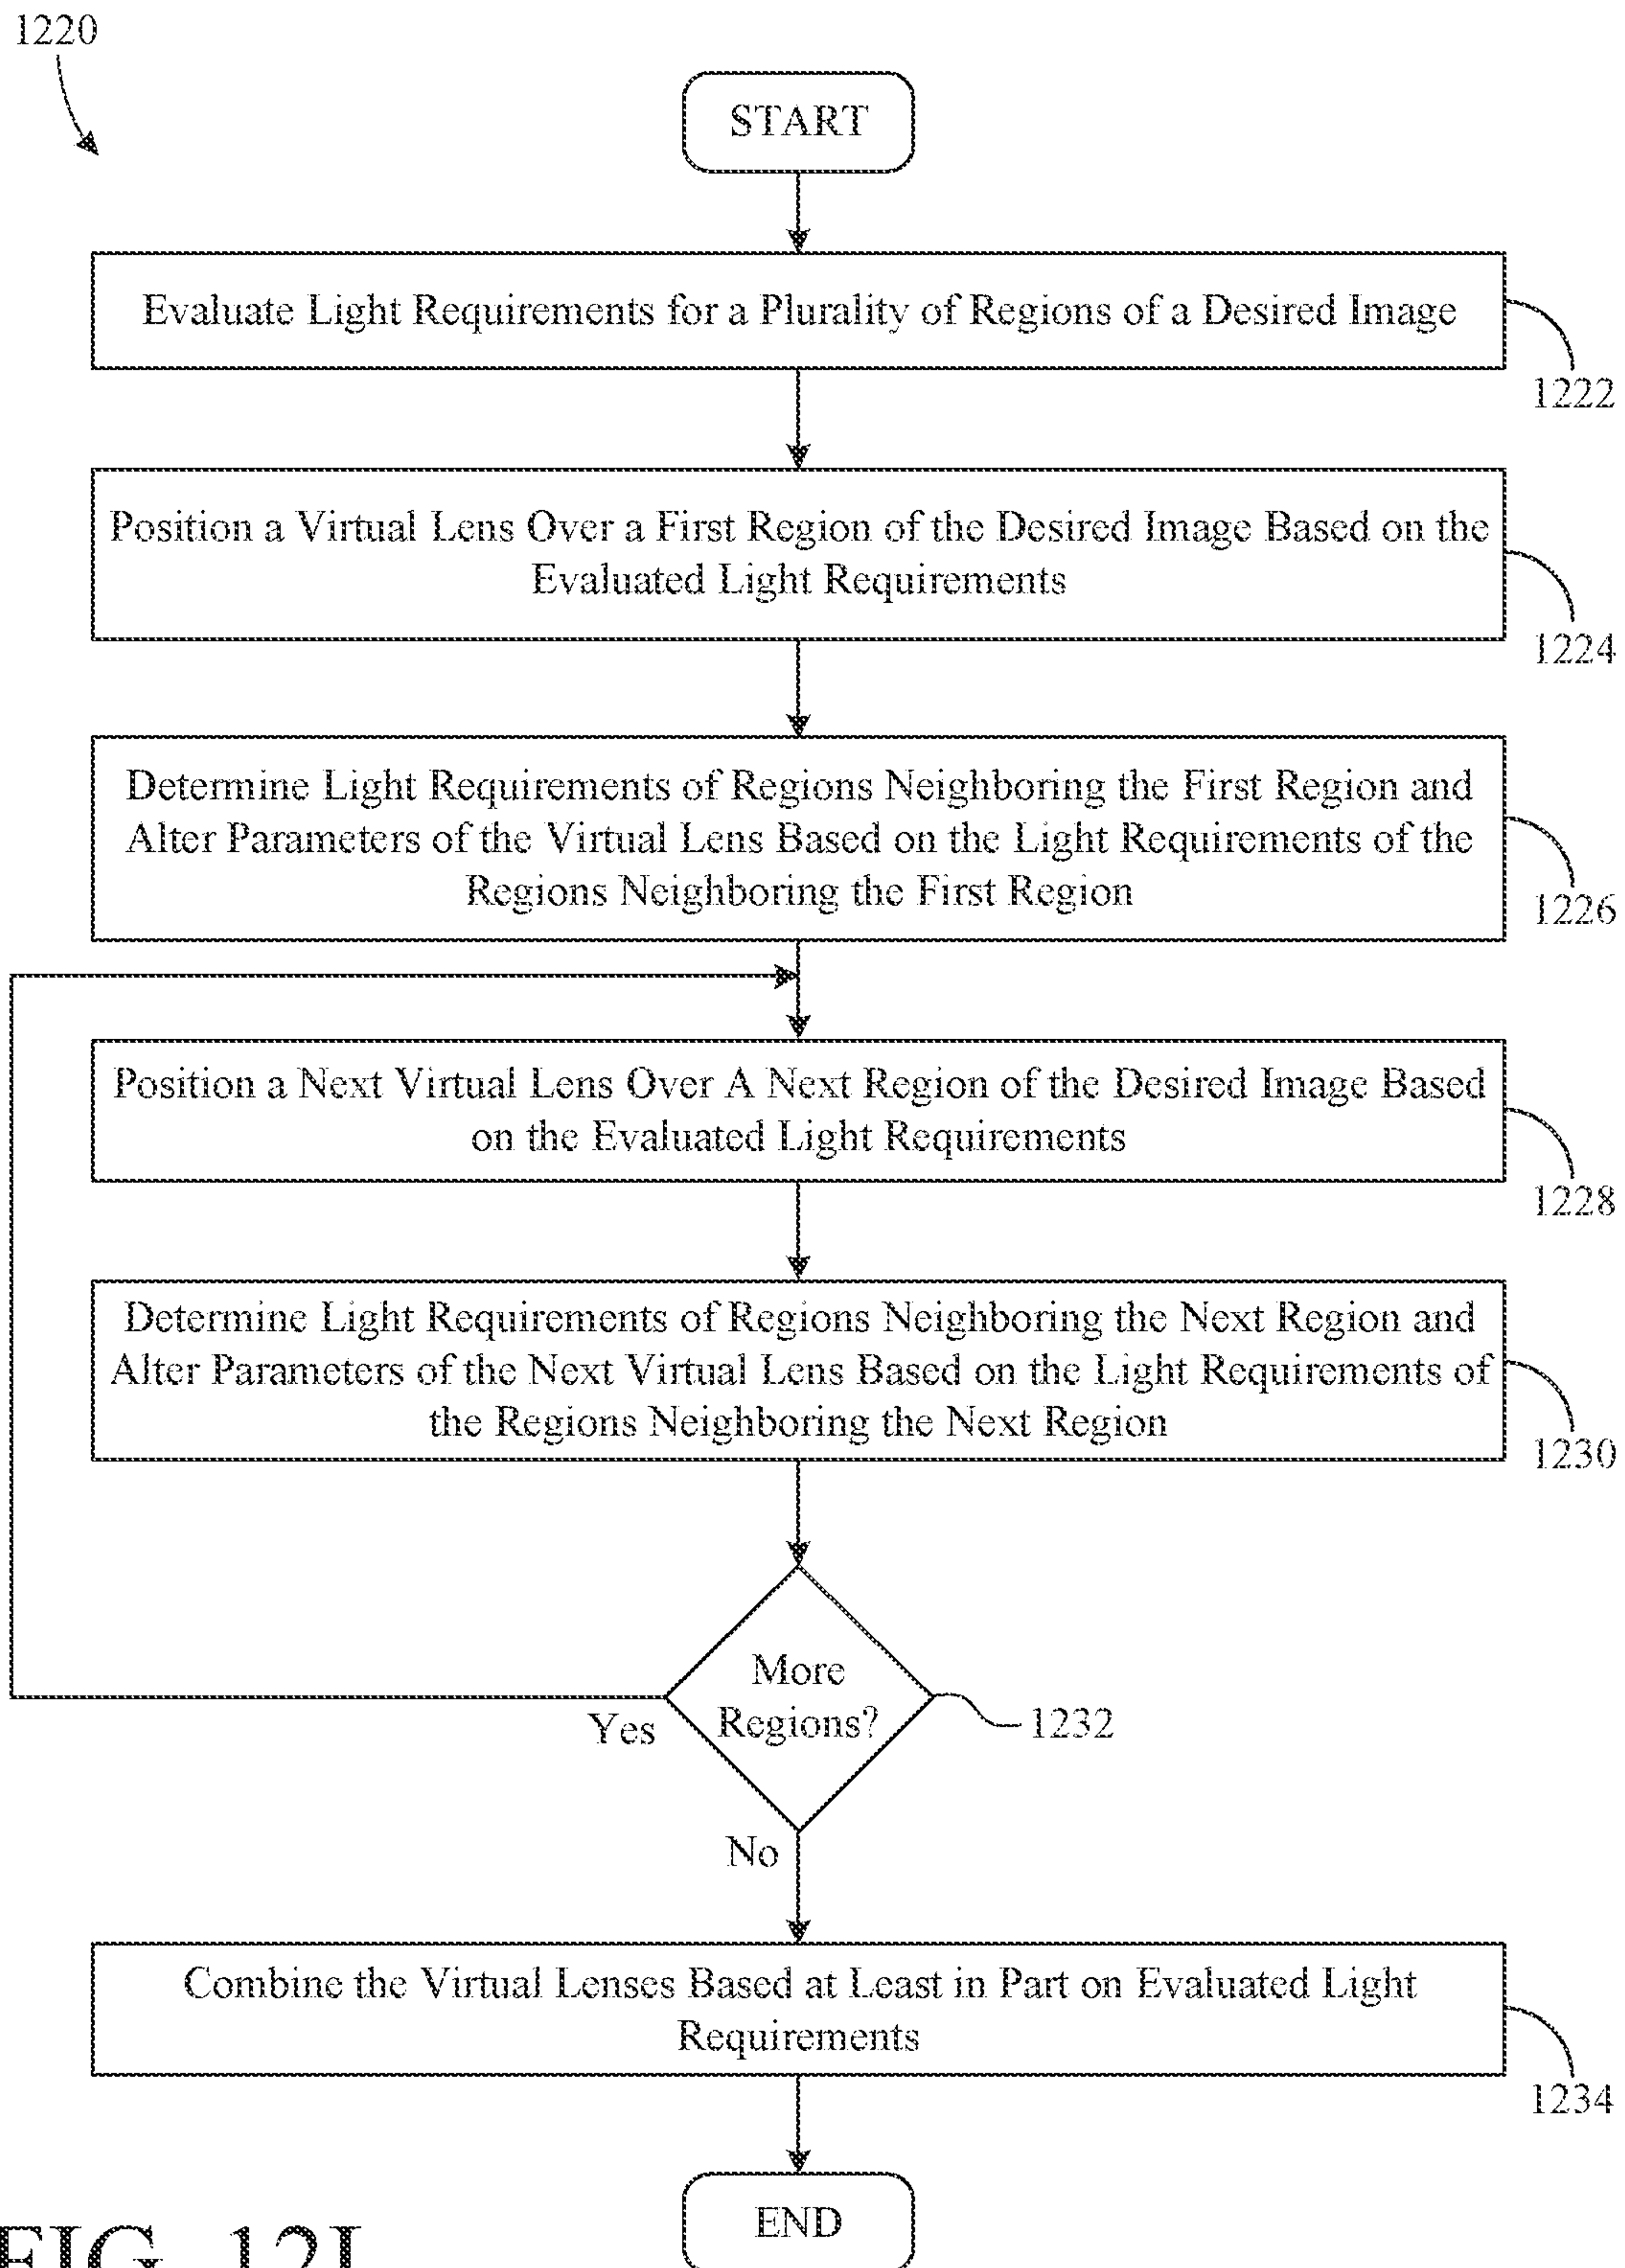 1220
START
Evaluate Light Requirements for a Plurality of Regions of a Desired Image
1222
Position a Virtual Lens Over a First Region of the Desired Image Based on the
Evaluated Light Requirements
1224
Determine Light Requirements of Regions Neighboring the First Region and
Alter Parameters of the Virtual Lens Based on the Light Requirements of the
Regions Neighboring the First Region
1226
Position a Next Virtual Lens Over A Next Region of the Desired Image Based
on the Evaluated Light Requirements
1228
Determine Light Requirements of Regions Neighboring the Next Region and
Alter Parameters of the Next Virtual Lens Based on the Light Requirements of
the Regions Neighboring the Next Region
1230
More
Regions?
1232
Yes
No
Combine the Virtual Lenses Based at Least in Part on Evaluated Light
Requirements
1234
END
FIG.